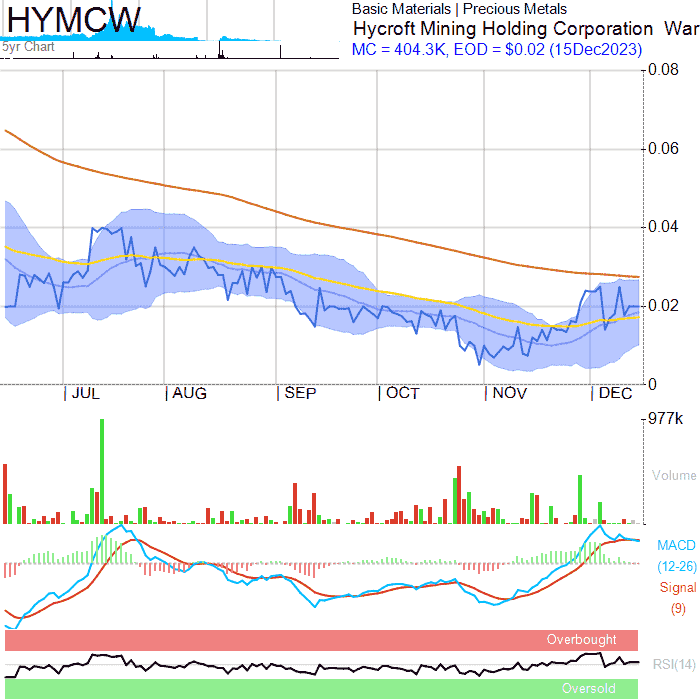 HYMCW
5yr Chart
Basic Materials | Precious Metals
Hycroft Mining Holding Corporation War
MC = 404.3K, EOD = $0.02 (15Dec2023)
0.08
0.06
0.04
0.02
0
JUL AUG SEP OCT NOV DEC
977k
Volume
MACD
(12-26)
Signal
(9)
Overbought
RSI(14)
Oversold